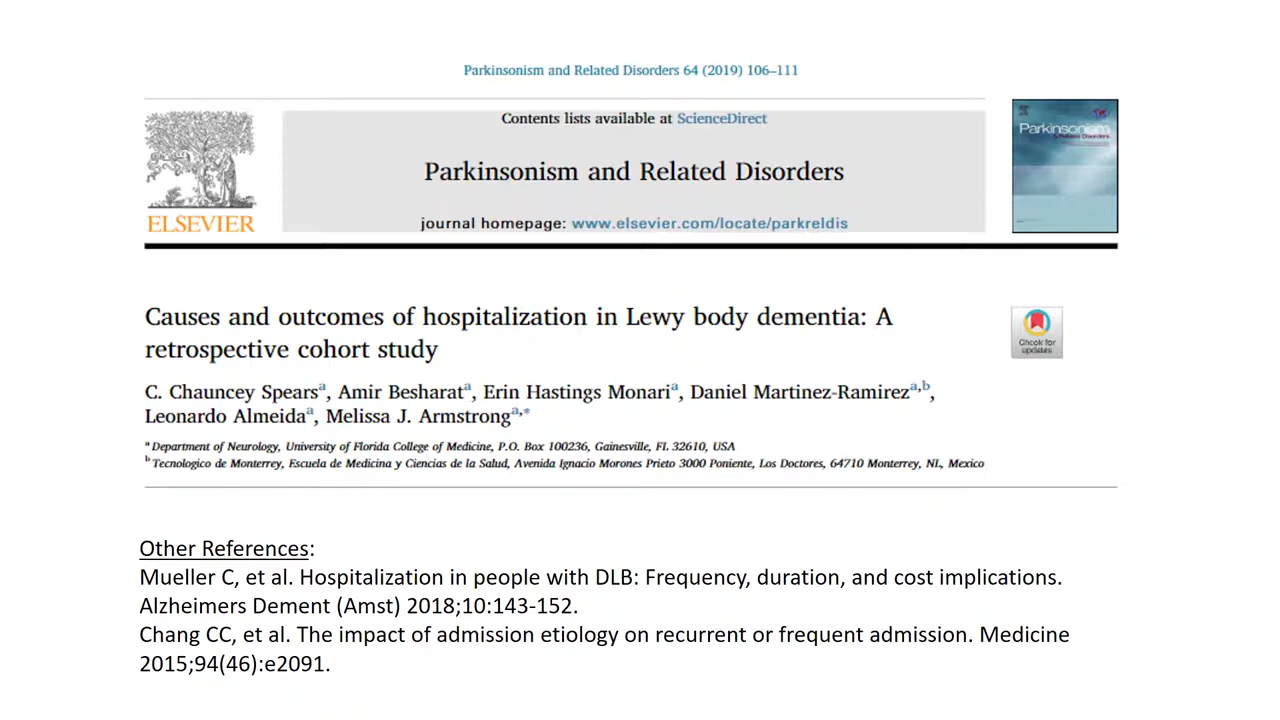 Parkinsonism and Related Disorders 64 (2019) 106–111
Contents lists available at ScienceDirect
Parkinsonism and Related Disorders
journal homepage: www.elsevier.com/locate/parkreldis
ELSEVIER
Parkinsonism
& Related Disorders
Causes and outcomes of hospitalization in Lewy body dementia: A
retrospective cohort study
Check for
updates
C. Chauncey Spearsᵃ, Amir Besharatᵃ, Erin Hastings Monariᵃ, Daniel Martinez-Ramirezᵃ,ᵇ,
Leonardo Almeidaᵃ, Melissa J. Armstrongᵃ,*
ᵃ Department of Neurology, University of Florida College of Medicine, P.O. Box 100236, Gainesville, FL 32610, USA
ᵇ Tecnologico de Monterrey, Escuela de Medicina y Ciencias de la Salud, Avenida Ignacio Morones Prieto 3000 Poniente, Los Doctores, 64710 Monterrey, NL, Mexico
Other References:
Mueller C, et al. Hospitalization in people with DLB: Frequency, duration, and cost implications.
Alzheimers Dement (Amst) 2018;10:143-152.
Chang CC, et al. The impact of admission etiology on recurrent or frequent admission. Medicine
2015;94(46):e2091.